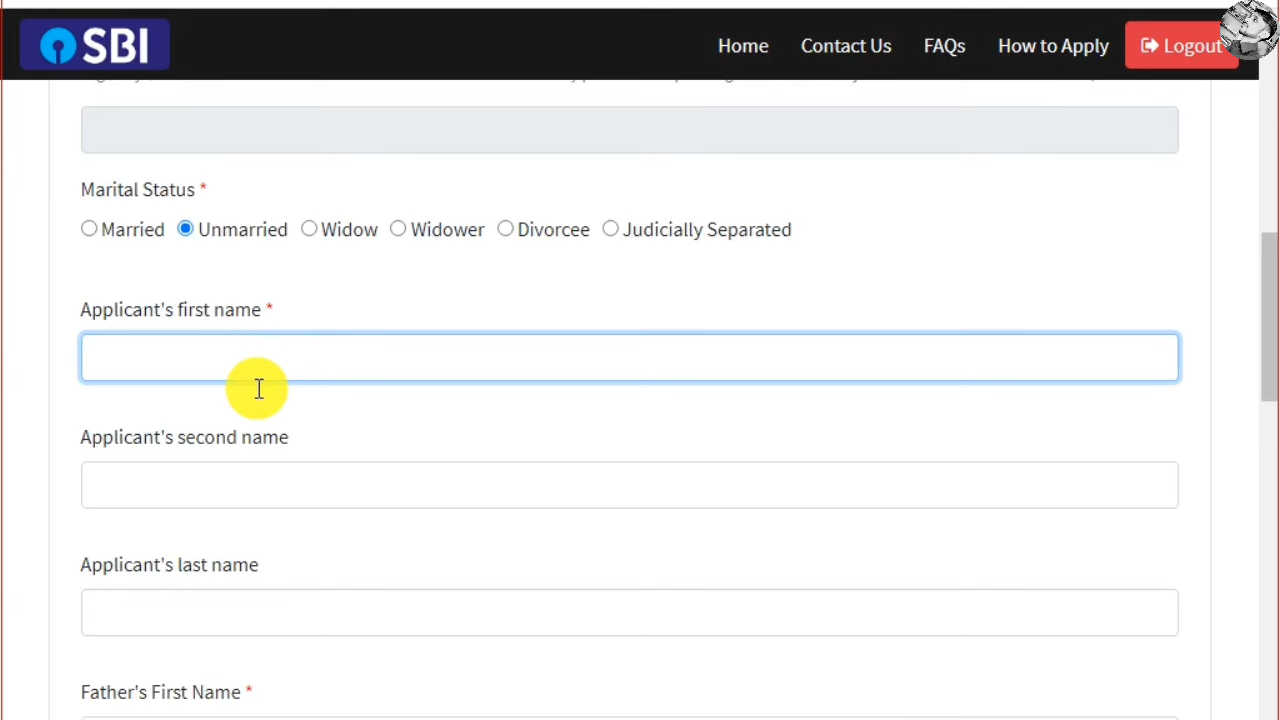 SBI
Home Contact Us FAQs How to Apply Logout
Marital Status *
Married Unmarried Widow Widower Divorcee Judicially Separated
Applicant's first name *
Applicant's second name
Applicant's last name
Father's First Name *